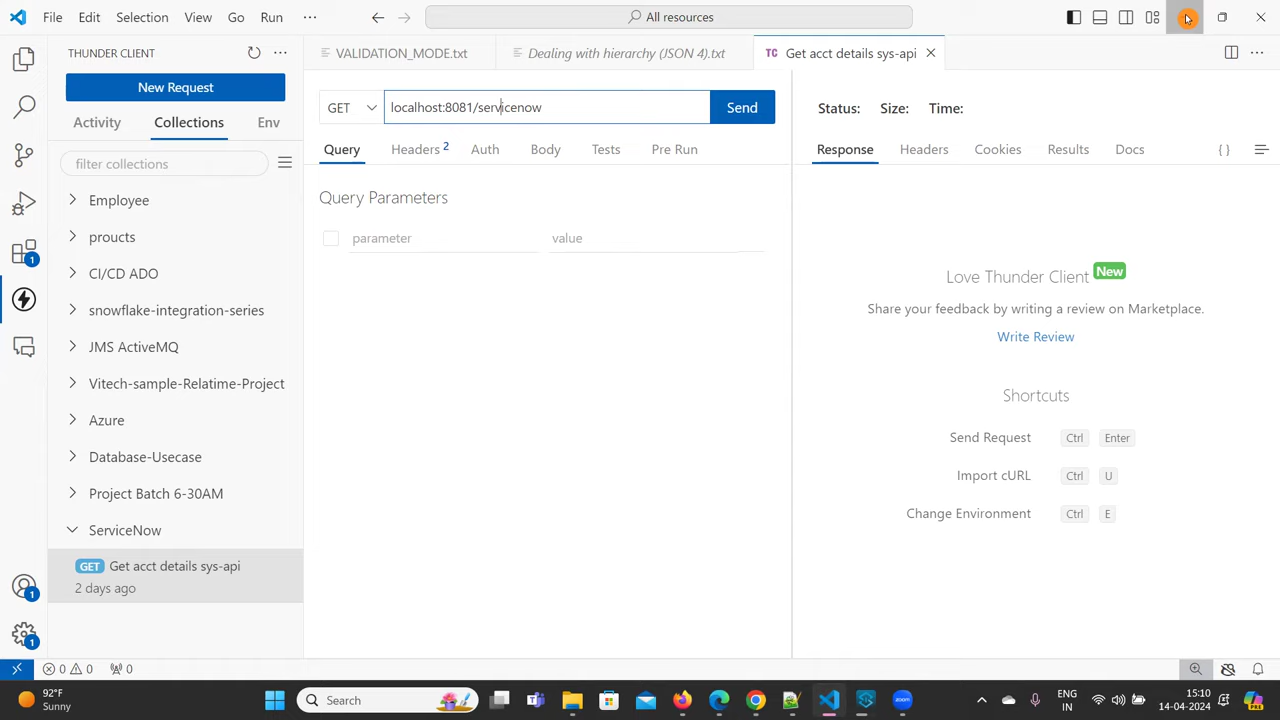 File Edit Selection View Go Run ··· All resources
THUNDER CLIENT ···
New Request
Activity Collections Env
filter collections
Employee
proucts
CI/CD ADO
snowflake-integration-series
JMS ActiveMQ
Vitech-sample-Relatime-Project
Azure
Database-Usecase
Project Batch 6-30AM
ServiceNow
GET Get acct details sys-api
2 days ago
VALIDATION_MODE.txt Dealing with hierarchy (JSON 4).txt TC Get acct details sys-api
GET localhost:8081/servicenow Send
Query Headers 2 Auth Body Tests Pre Run
Query Parameters
parameter value
Status: Size: Time:
Response Headers Cookies Results Docs { }
Love Thunder Client New
Share your feedback by writing a review on Marketplace.
Write Review
Shortcuts
Send Request Ctrl Enter
Import cURL Ctrl U
Change Environment Ctrl E
1
1
1
0 0 0
92°F
Sunny
Search
ENG
IN
15:10
14-04-2024